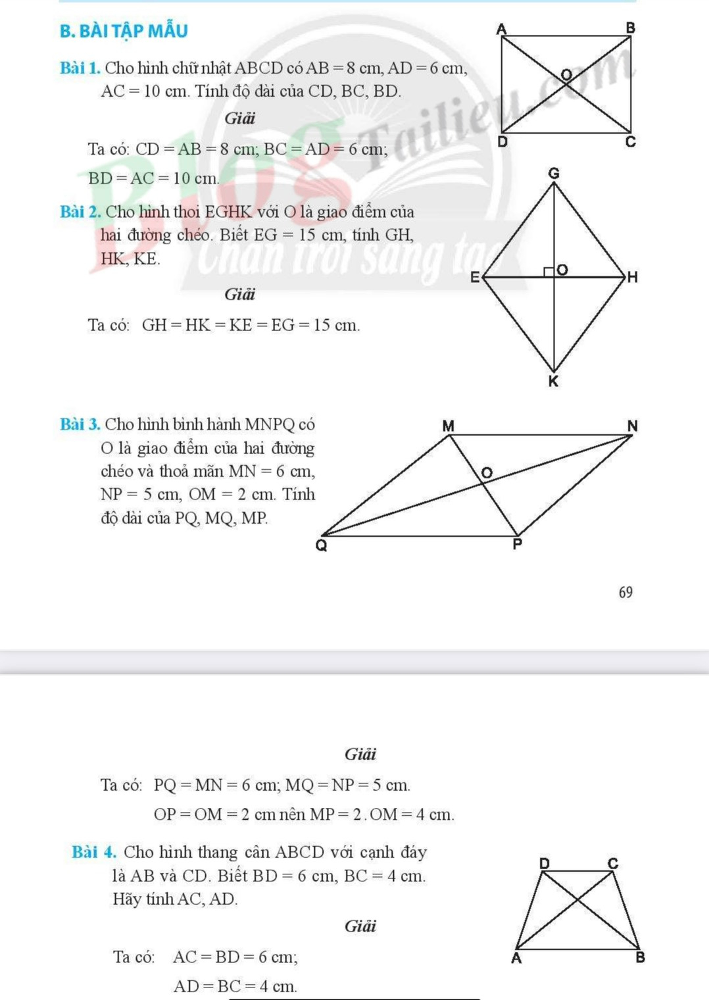 B. BÀI TẬP MẪU
Bài 1. Cho hình chữ nhật ABCD có AB = 8 cm, AD = 6 cm,
AC = 10 cm. Tính độ dài của CD, BC, BD.
Giải
Ta có: CD = AB = 8 cm; BC = AD = 6 cm;
BD = AC = 10 cm.
A
B
O
D
C
Bài 2. Cho hình thoi EGHK với O là giao điểm của
hai đường chéo. Biết EG = 15 cm, tính GH,
HK, KE.
Giải
Ta có: GH = HK = KE = EG = 15 cm.
G
E
O
H
K
Blog Tailieu.com
Chân trời sáng tạo
Bài 3. Cho hình bình hành MNPQ có
O là giao điểm của hai đường
chéo và thoả mãn MN = 6 cm,
NP = 5 cm, OM = 2 cm. Tính
độ dài của PQ, MQ, MP.
M
N
O
Q
P
69
Giải
Ta có: PQ = MN = 6 cm; MQ = NP = 5 cm.
OP = OM = 2 cm nên MP = 2 . OM = 4 cm.
Bài 4. Cho hình thang cân ABCD với cạnh đáy
là AB và CD. Biết BD = 6 cm, BC = 4 cm.
Hãy tính AC, AD.
Giải
Ta có: AC = BD = 6 cm;
AD = BC = 4 cm.
D
C
A
B